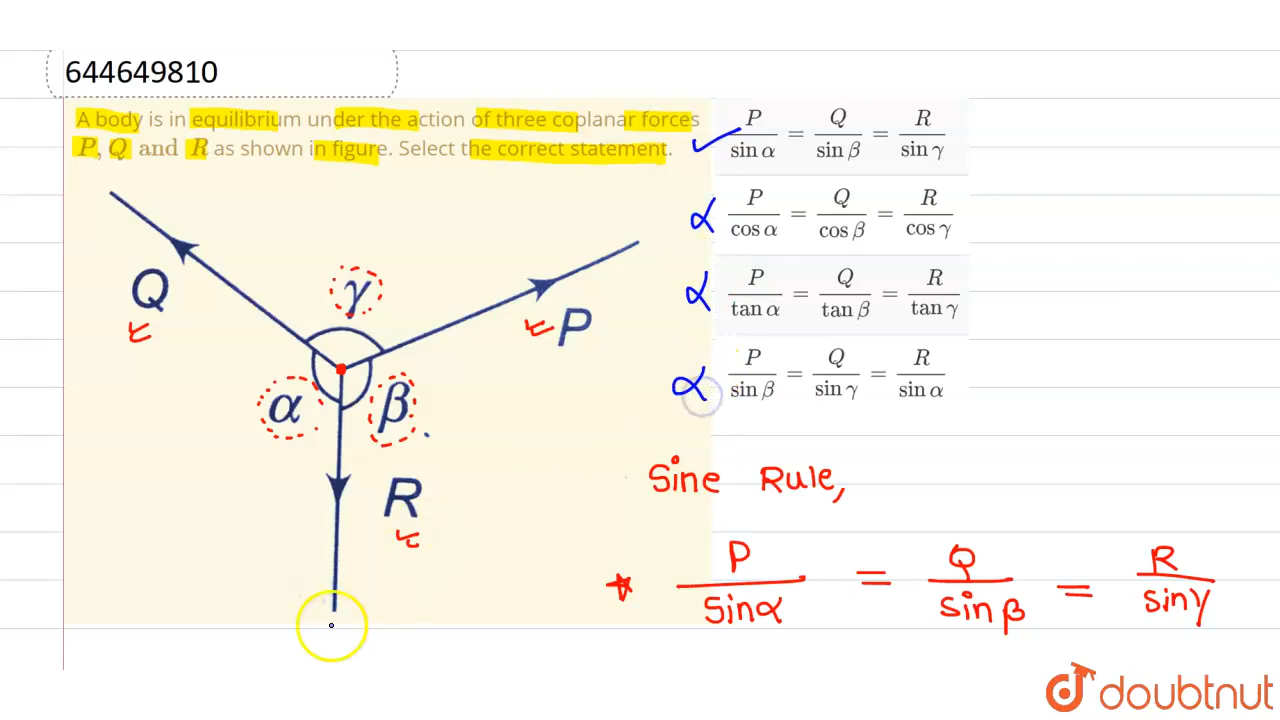 644649810
A body is in equilibrium under the action of three coplanar forces
P, Q and R as shown in figure. Select the correct statement.
P/sin α = Q/sin β = R/sin γ
P/cos α = Q/cos β = R/cos γ
P/tan α = Q/tan β = R/tan γ
P/sin β = Q/sin γ = R/sin α
Q
γ
P
α
β
R
Sine Rule,
P/sinα = Q/sinβ = R/sinγ
doubtnut